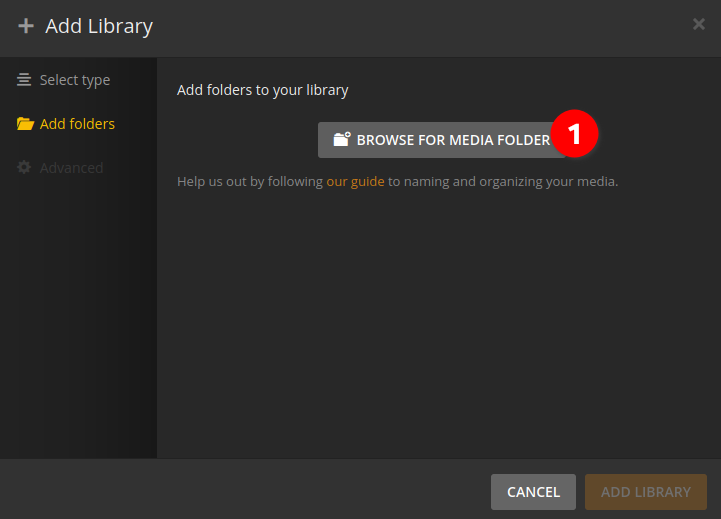 Add Library
Select type
Add folders
Advanced
Add folders to your library
BROWSE FOR MEDIA FOLDER
1
Help us out by following our guide to naming and organizing your media.
CANCEL
ADD LIBRARY